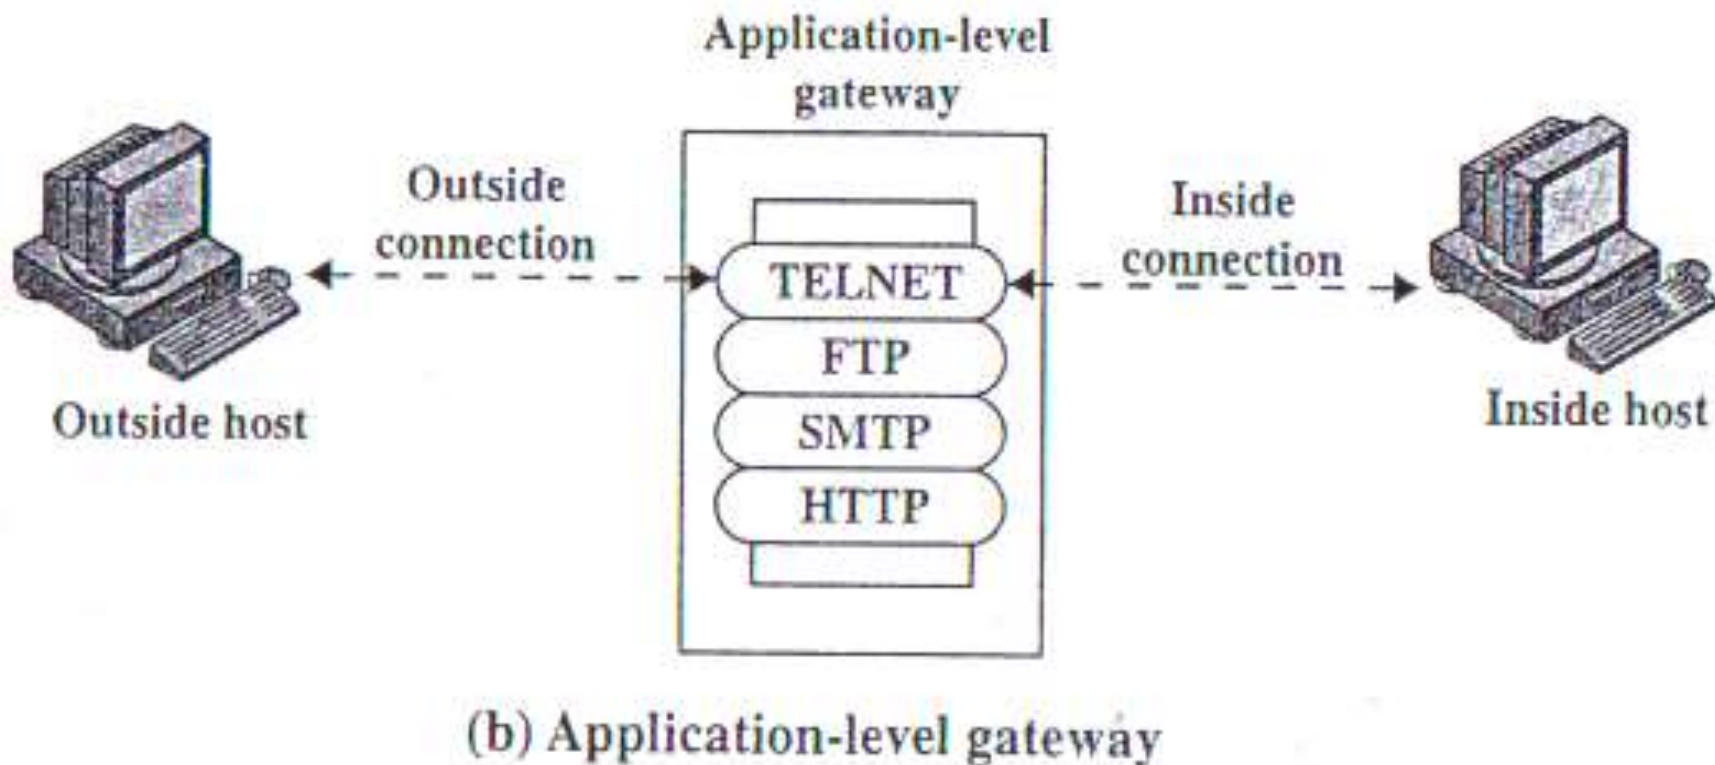 Application-level
gateway
Outside
connection
Inside
connection
TELNET
FTP
SMTP
HTTP
Outside host
Inside host
(b) Application-level gateway